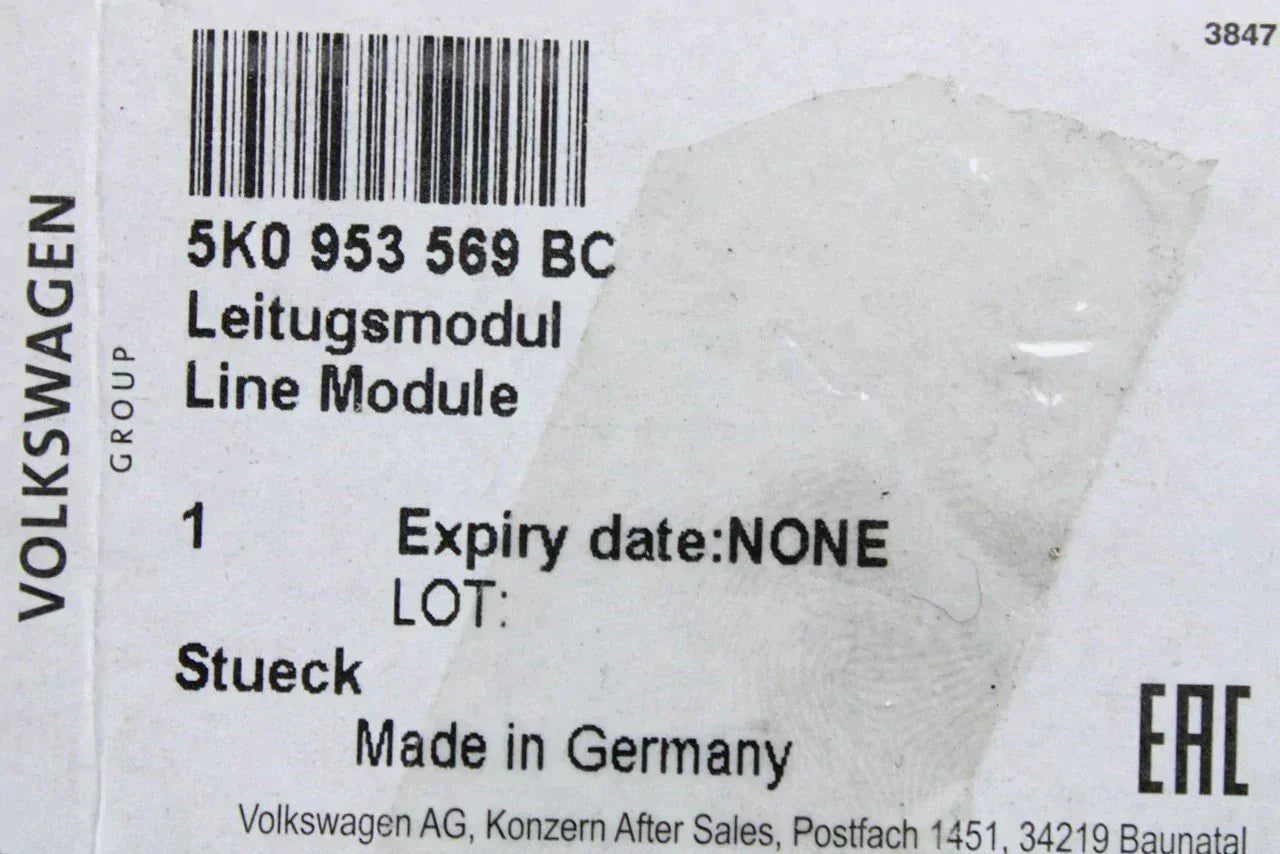 3847
VOLKSWAGEN
GROUP
5K0 953 569 BC
Leitugsmodul
Line Module
1 Expiry date:NONE
LOT:
Stueck
Made in Germany
EAC
Volkswagen AG, Konzern After Sales, Postfach 1451, 34219 Baunatal